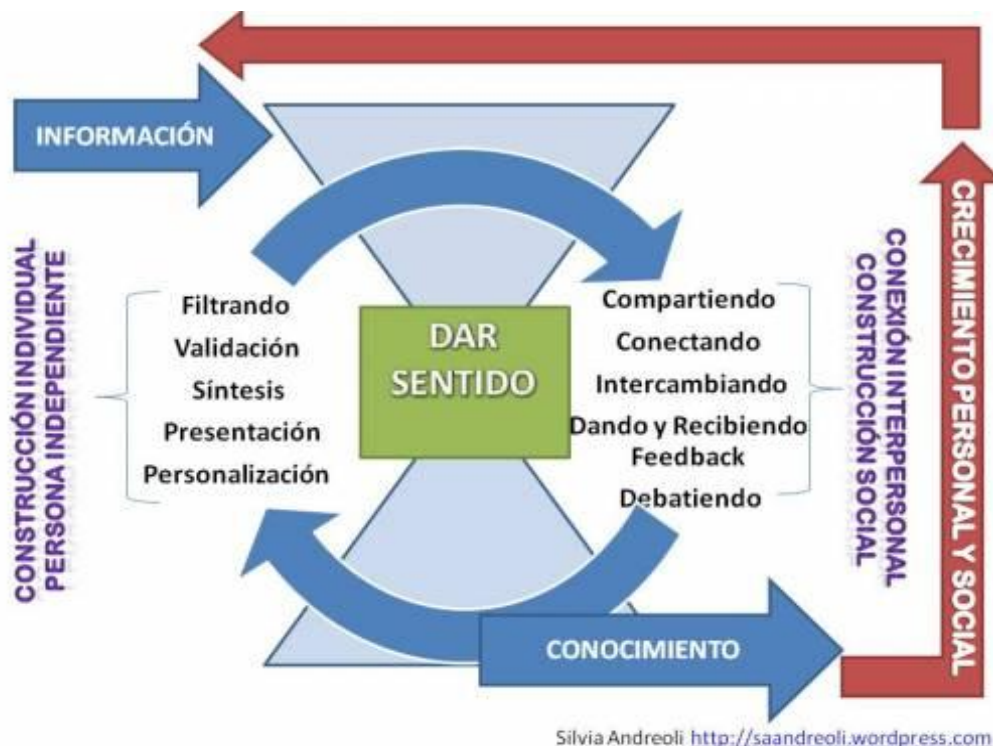 INFORMACIÓN
CONSTRUCCIÓN INDIVIDUAL
PERSONA INDEPENDIENTE
Filtrando
Validación
Síntesis
Presentación
Personalización
DAR
SENTIDO
Compartiendo
Conectando
Intercambiando
Dando y Recibiendo
Feedback
Debatiendo
CONEXIÓN INTERPERSONAL
CONSTRUCCIÓN SOCIAL
CRECIMIENTO PERSONAL Y SOCIAL
CONOCIMIENTO
Silvia Andreoli http://saandreoli.wordpress.com